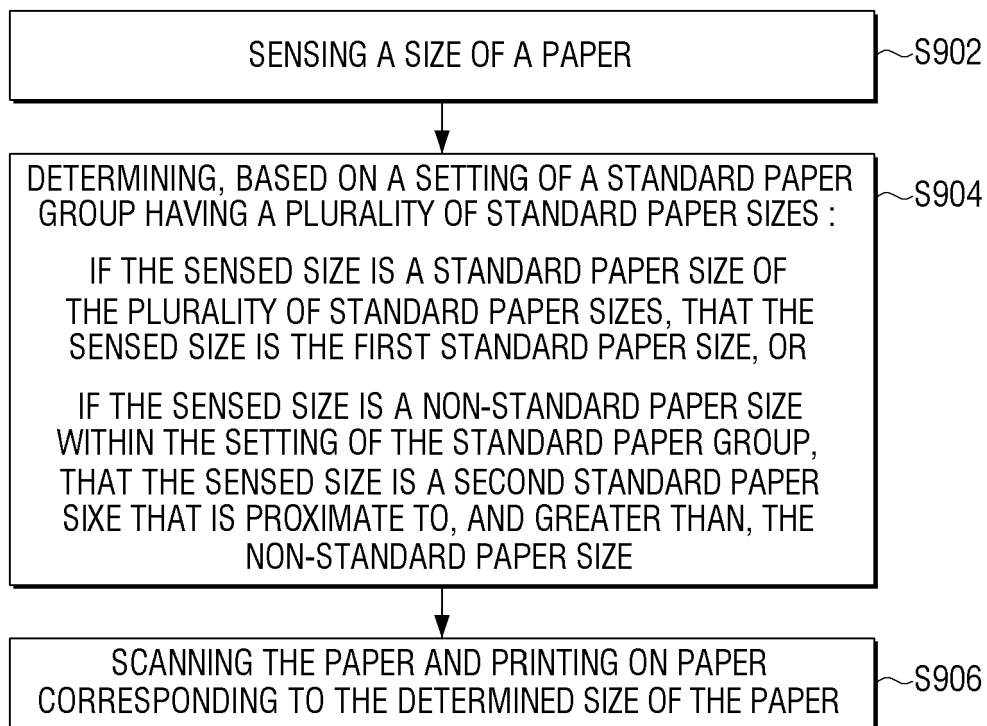 SENSING A SIZE OF A PAPER
S902
DETERMINING, BASED ON A SETTING OF A STANDARD PAPER
GROUP HAVING A PLURALITY OF STANDARD PAPER SIZES :
S904
IF THE SENSED SIZE IS A STANDARD PAPER SIZE OF
THE PLURALITY OF STANDARD PAPER SIZES, THAT THE
SENSED SIZE IS THE FIRST STANDARD PAPER SIZE, OR
IF THE SENSED SIZE IS A NON-STANDARD PAPER SIZE
WITHIN THE SETTING OF THE STANDARD PAPER GROUP,
THAT THE SENSED SIZE IS A SECOND STANDARD PAPER
SIXE THAT IS PROXIMATE TO, AND GREATER THAN, THE
NON-STANDARD PAPER SIZE
SCANNING THE PAPER AND PRINTING ON PAPER
CORRESPONDING TO THE DETERMINED SIZE OF THE PAPER
S906